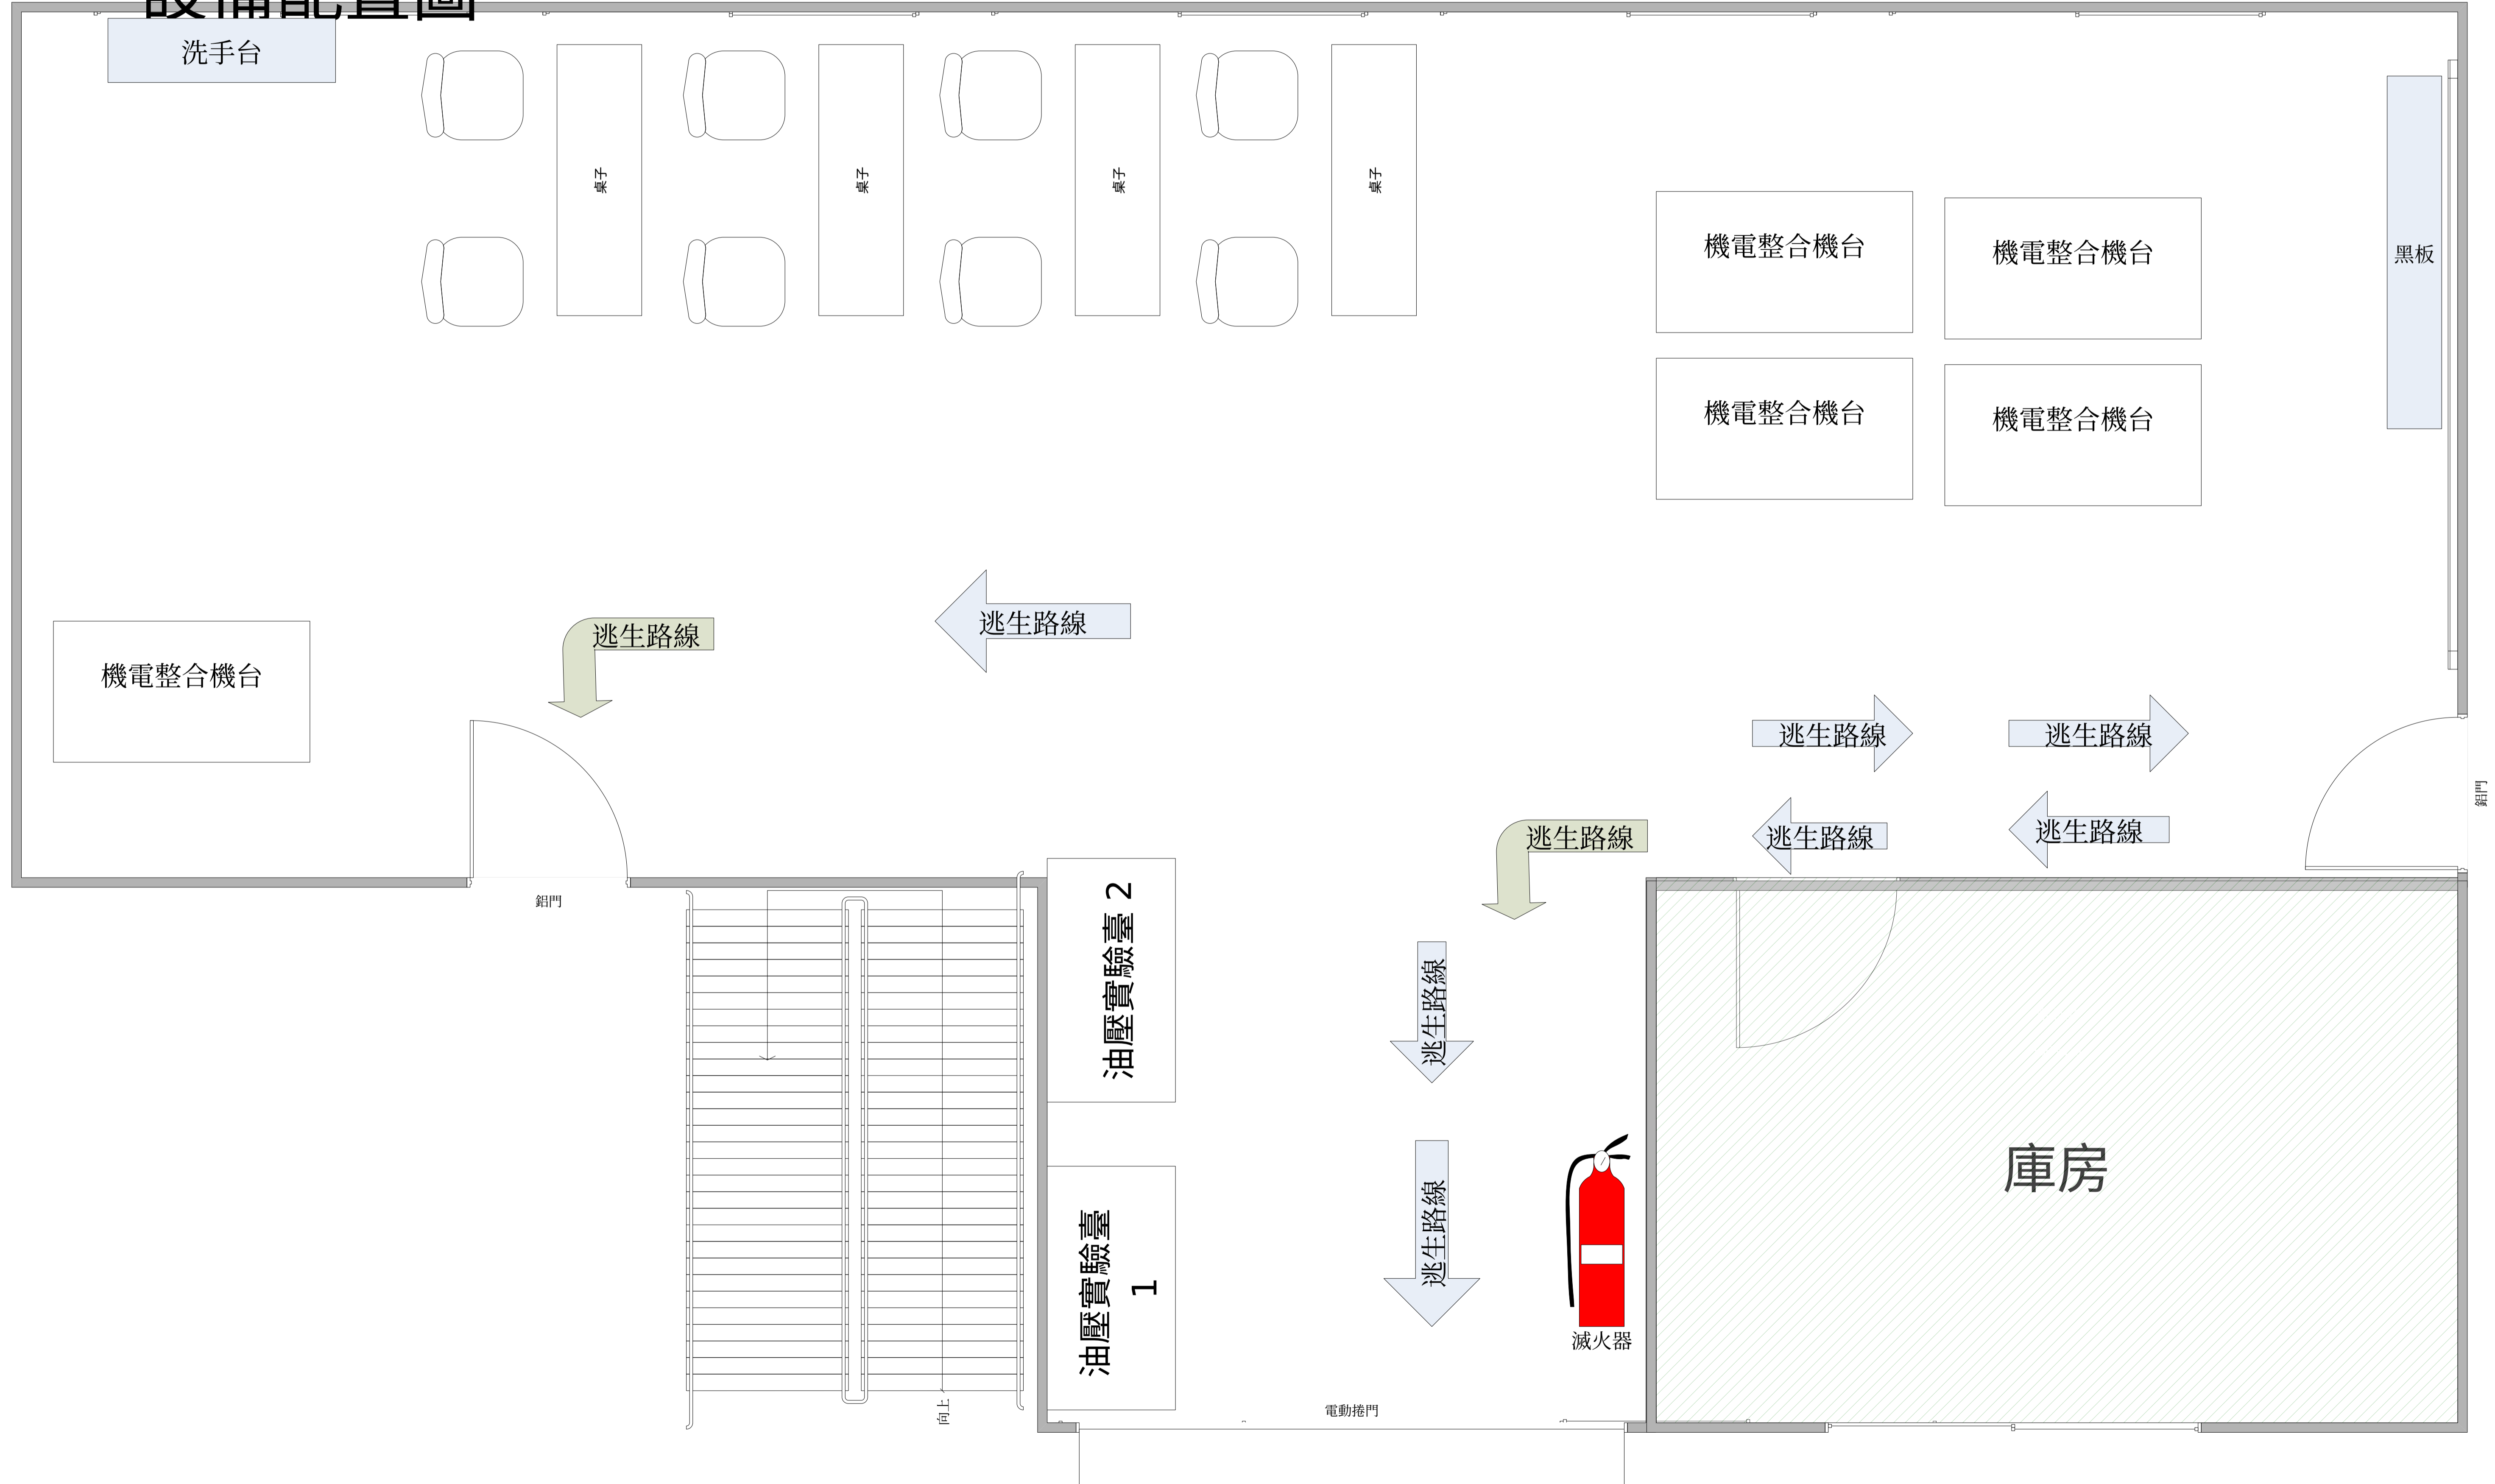 設備配置圖
洗手台
桌子
桌子
桌子
桌子
機電整合機台
機電整合機台
黑板
機電整合機台
機電整合機台
逃生路線
逃生路線
機電整合機台
逃生路線
逃生路線
鋁門
逃生路線
逃生路線
逃生路線
鋁門
油壓實驗臺 2
逃生路線
庫房
油壓實驗臺
1
逃生路線
滅火器
向上
電動捲門